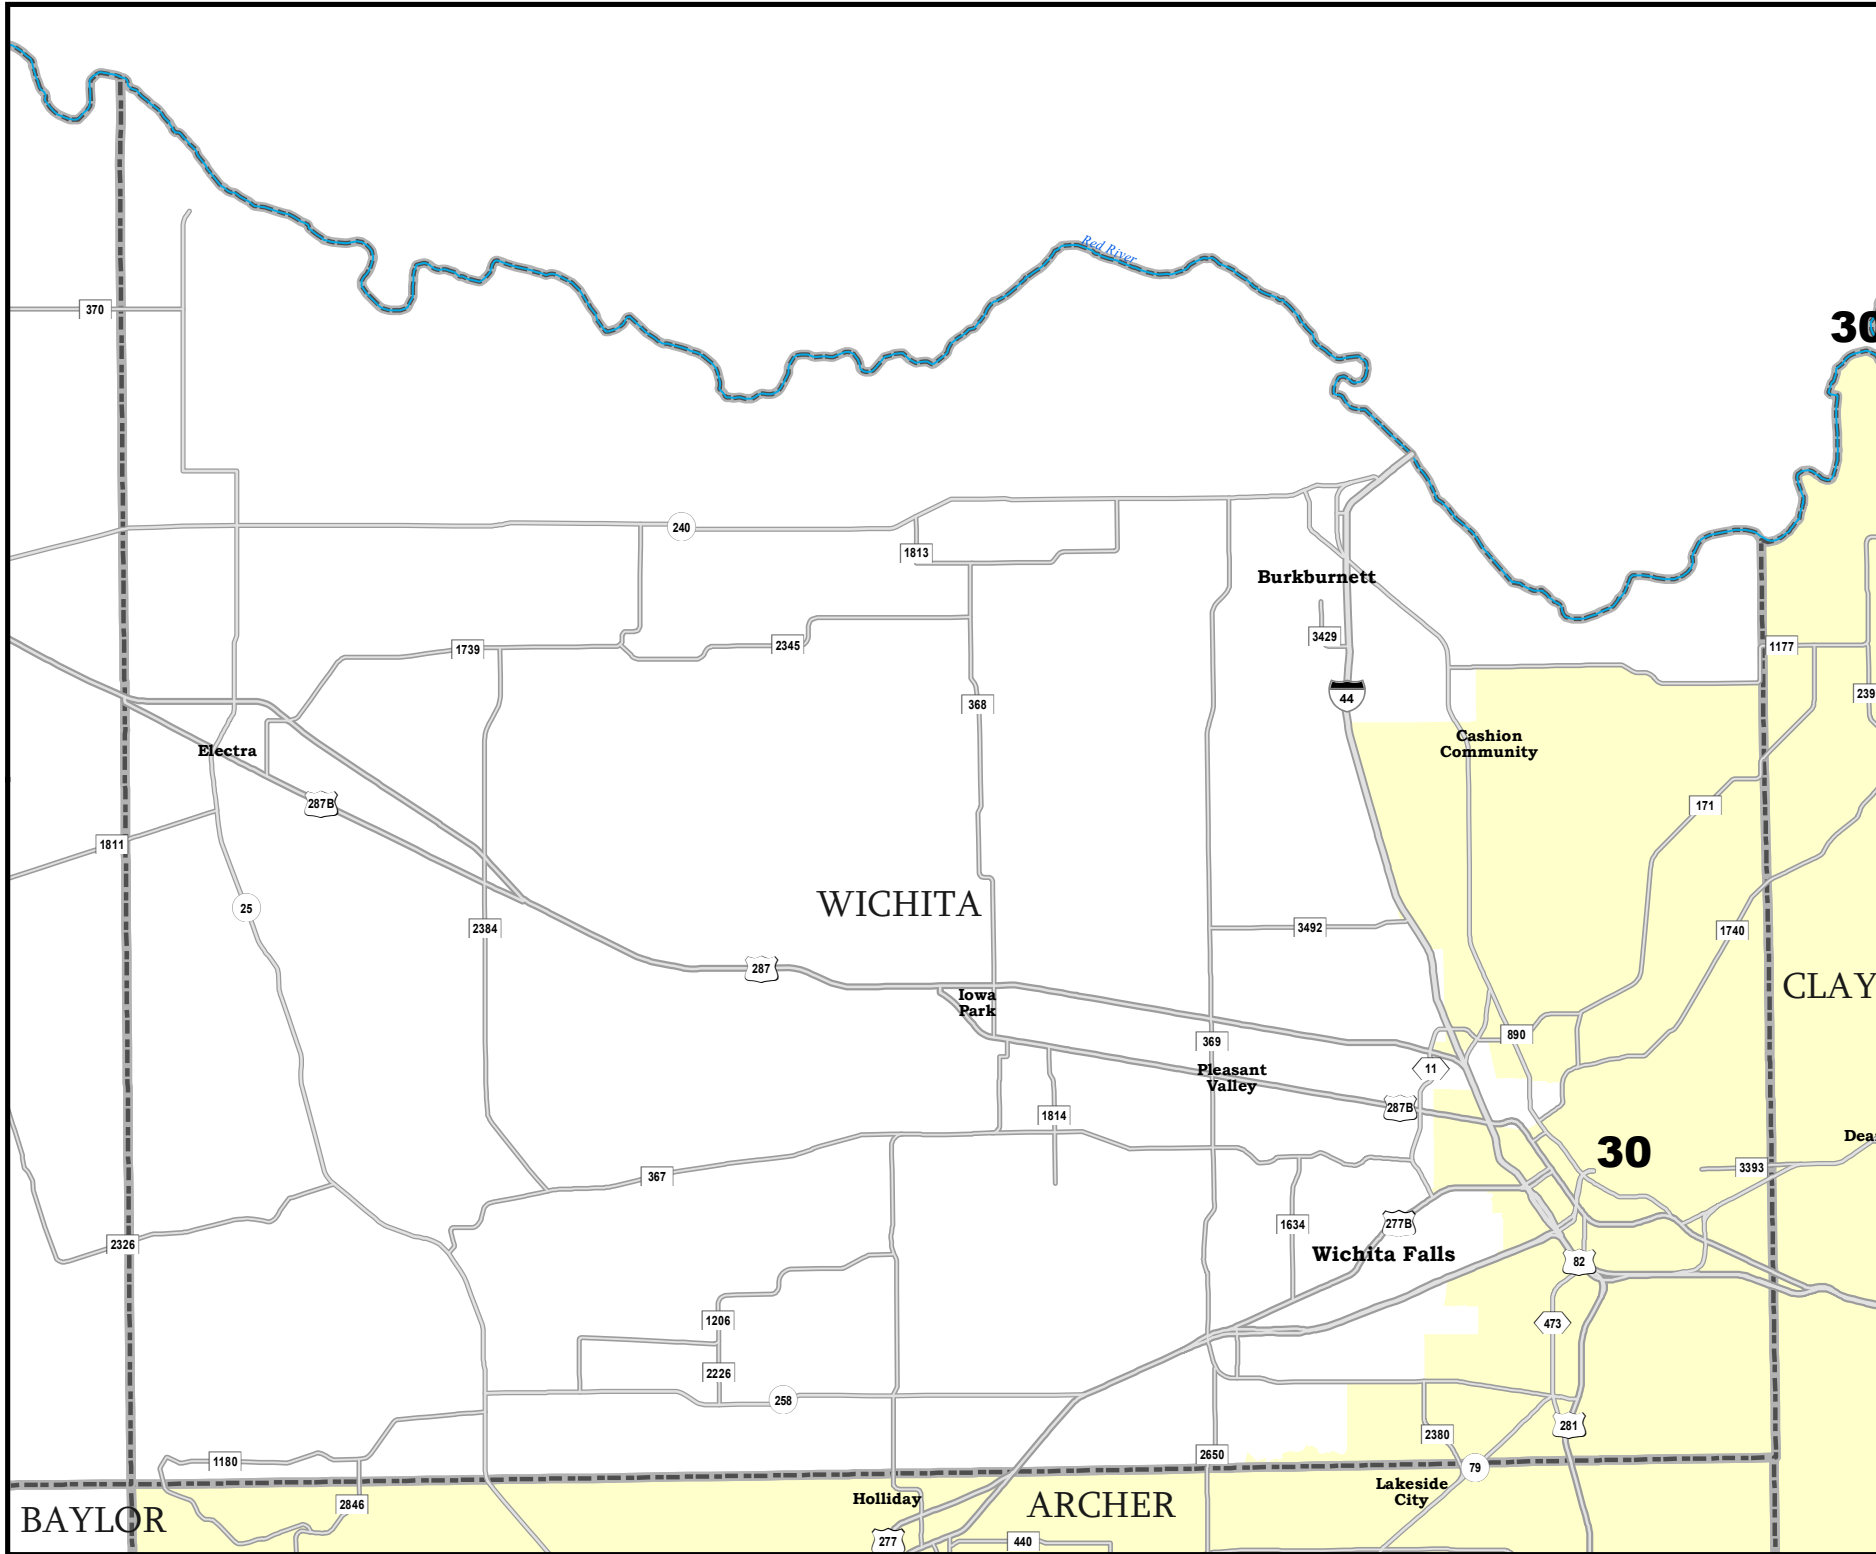 Red River
370
30
240
1813
Burkburnett
3429
1739
2345
1177
44
239
368
Cashion
Community
Electra
287B
171
1811
WICHITA
25
2384
3492
1740
287
CLAY
Iowa
Park
890
369
11
Pleasant
Valley
287B
1814
Dea
30
3393
367
277B
1634
2326
Wichita Falls
82
1206
473
2226
258
281
2380
2650
1180
79
Lakeside
City
Holliday
2846
ARCHER
BAYLOR
277
440